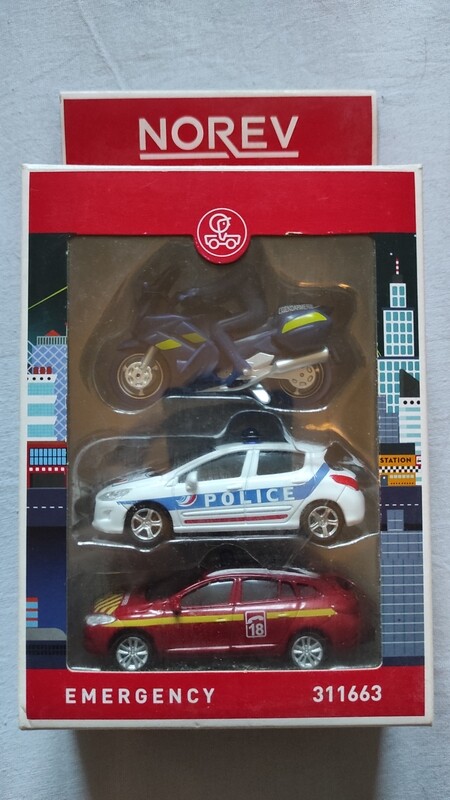 NOREV
GENDARMERIE
STATION
POLICE
18
EMERGENCY 311663